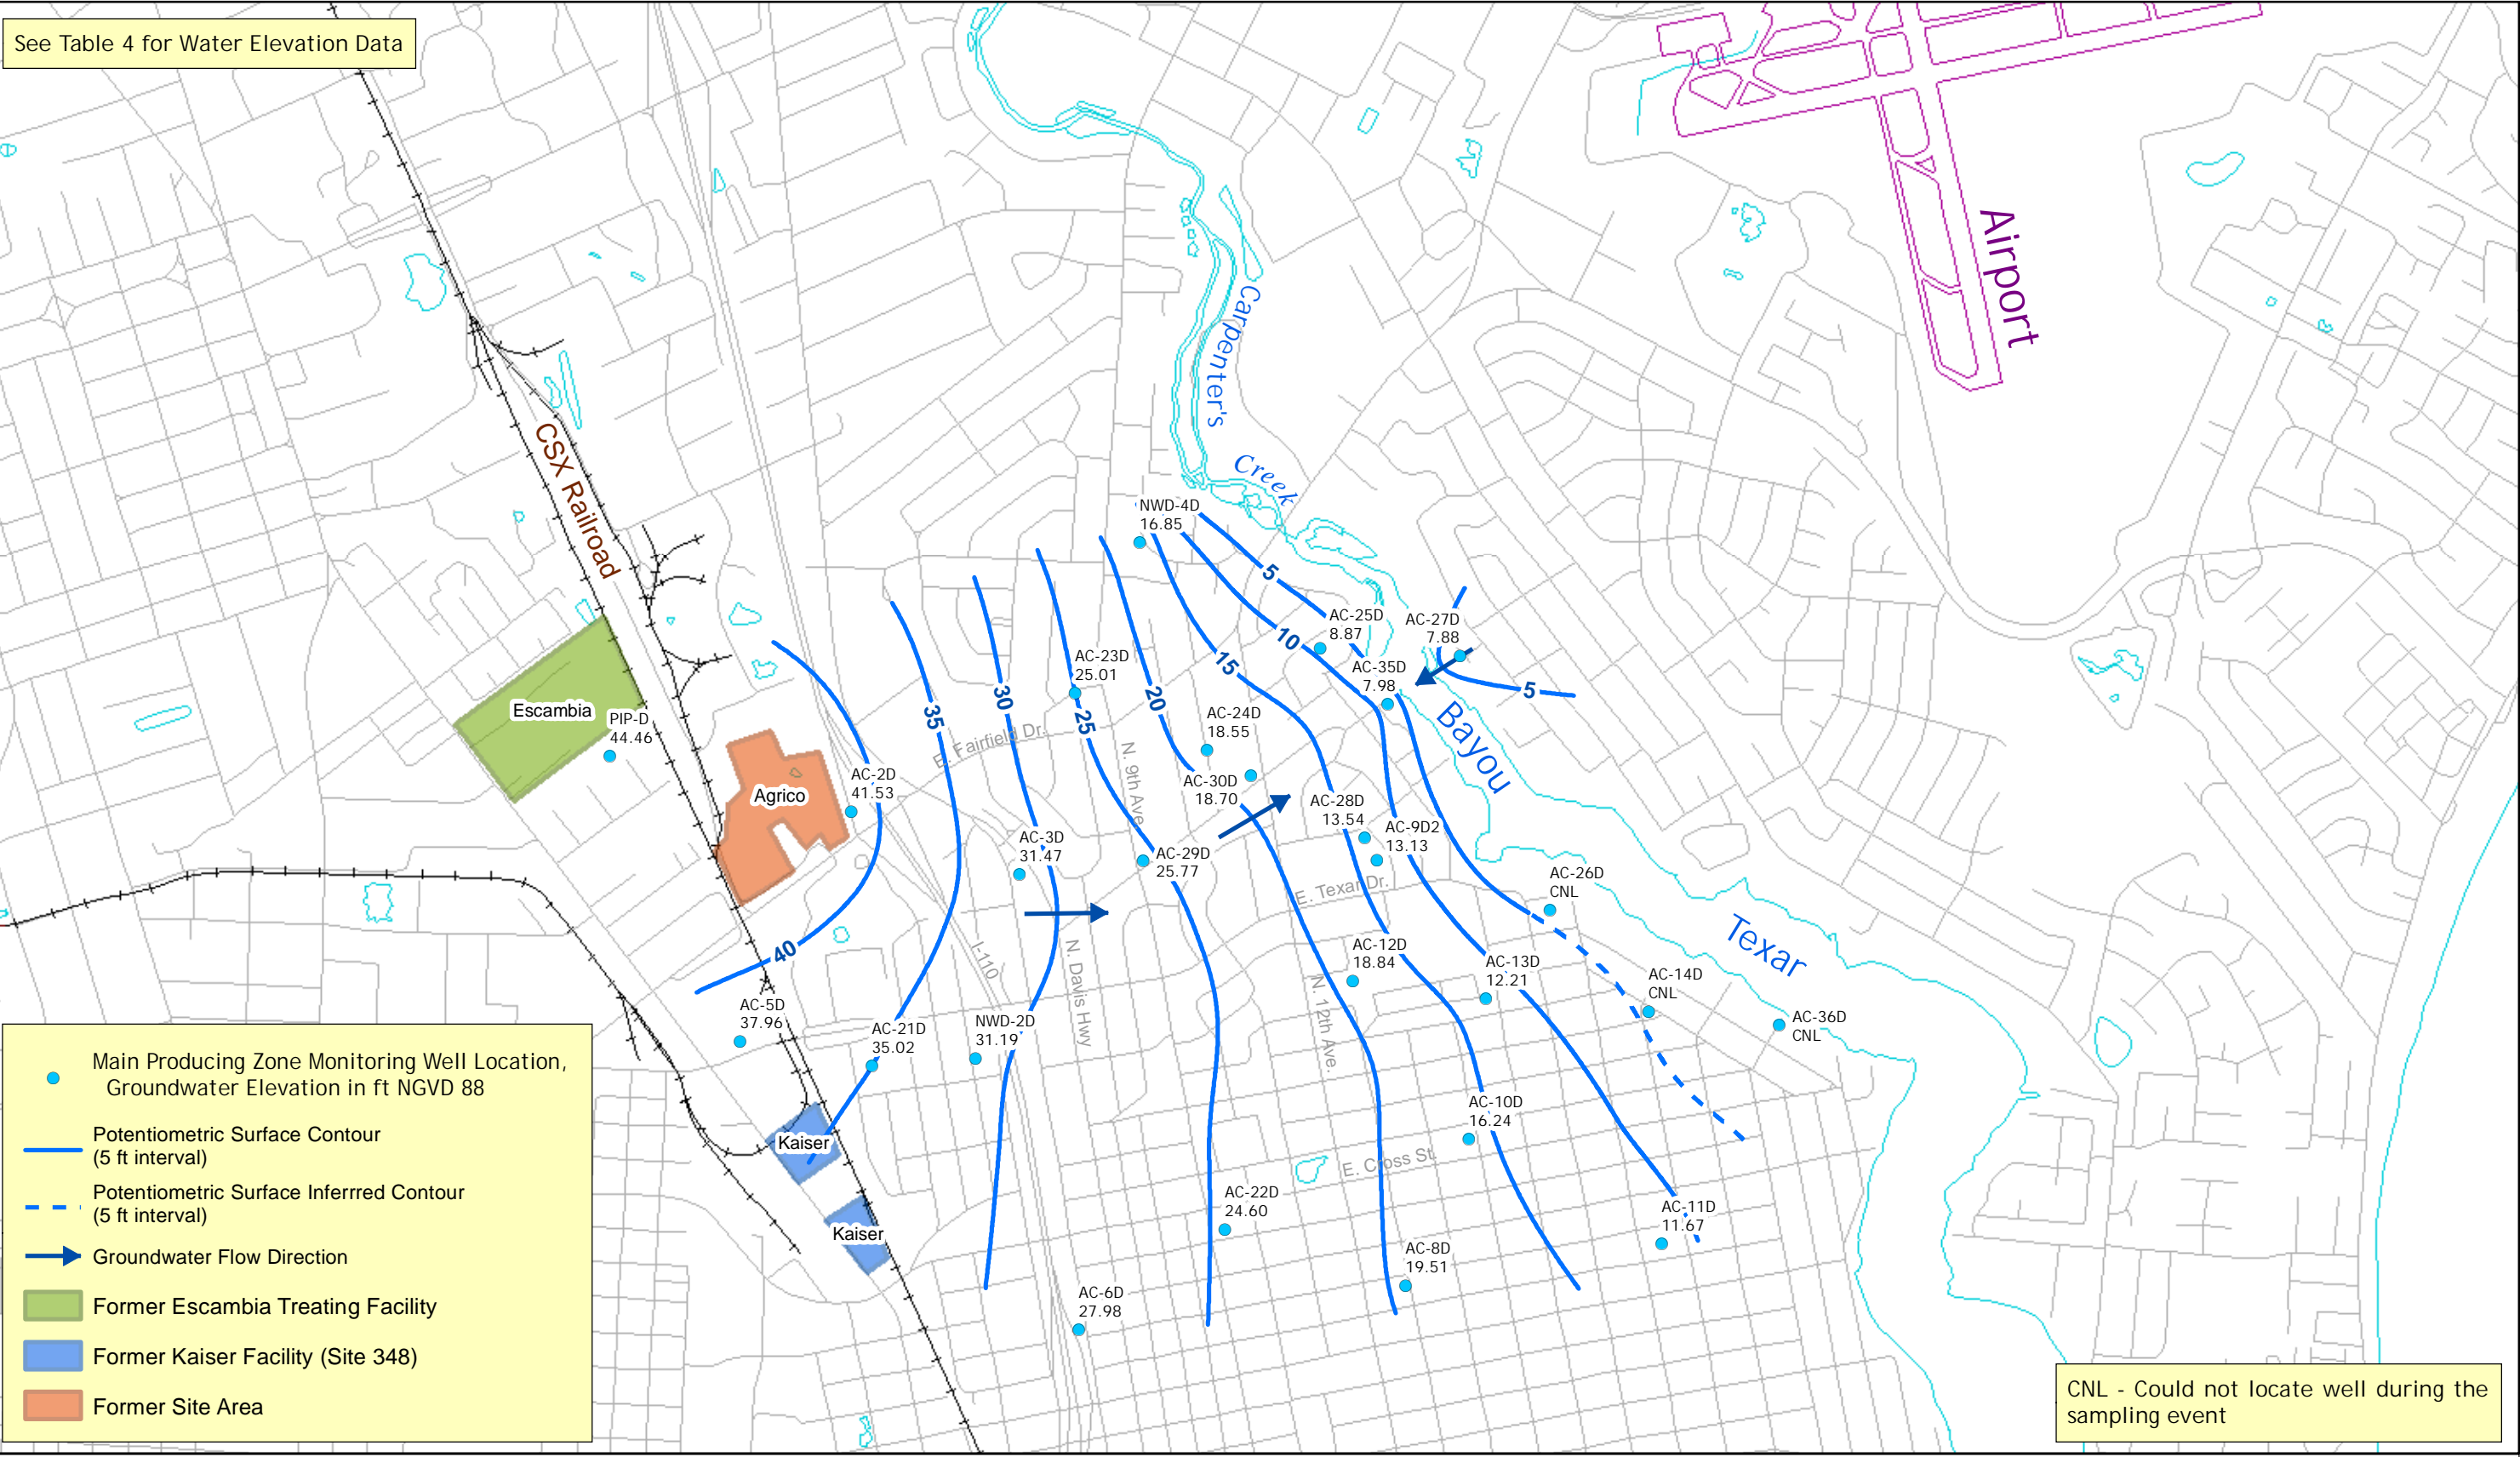 See Table 4 for Water Elevation Data
Airport
Carpenter's
Creek
CSX Railroad
NWD-4D
16.85
5
AC-25D
8.87
AC-27D
7.88
10
15
AC-23D
25.01
AC-35D
7.98
30
35
25
20
5
Escambia
PIP-D
44.46
AC-24D
18.55
E. Fairfield Dr.
Bayou
N. 9th Ave.
AC-2D
41.53
Agrico
AC-30D
18.70
AC-28D
13.54
AC-3D
31.47
AC-9D2
13.13
AC-29D
25.77
E. Texar Dr.
AC-26D
CNL
40
I-110
N. Davis Hwy
Texar
AC-12D
18.84
AC-13D
12.21
AC-14D
CNL
N. 12th Ave.
AC-5D
37.96
AC-21D
35.02
NWD-2D
31.19
AC-36D
CNL
Kaiser
AC-10D
16.24
E. Cross St.
AC-22D
24.60
Kaiser
AC-11D
11.67
AC-8D
19.51
AC-6D
27.98
Main Producing Zone Monitoring Well Location,
Groundwater Elevation in ft NGVD 88
Potentiometric Surface Contour
(5 ft interval)
Potentiometric Surface Inferrred Contour
(5 ft interval)
Groundwater Flow Direction
Former Escambia Treating Facility
Former Kaiser Facility (Site 348)
Former Site Area
CNL - Could not locate well during the
sampling event